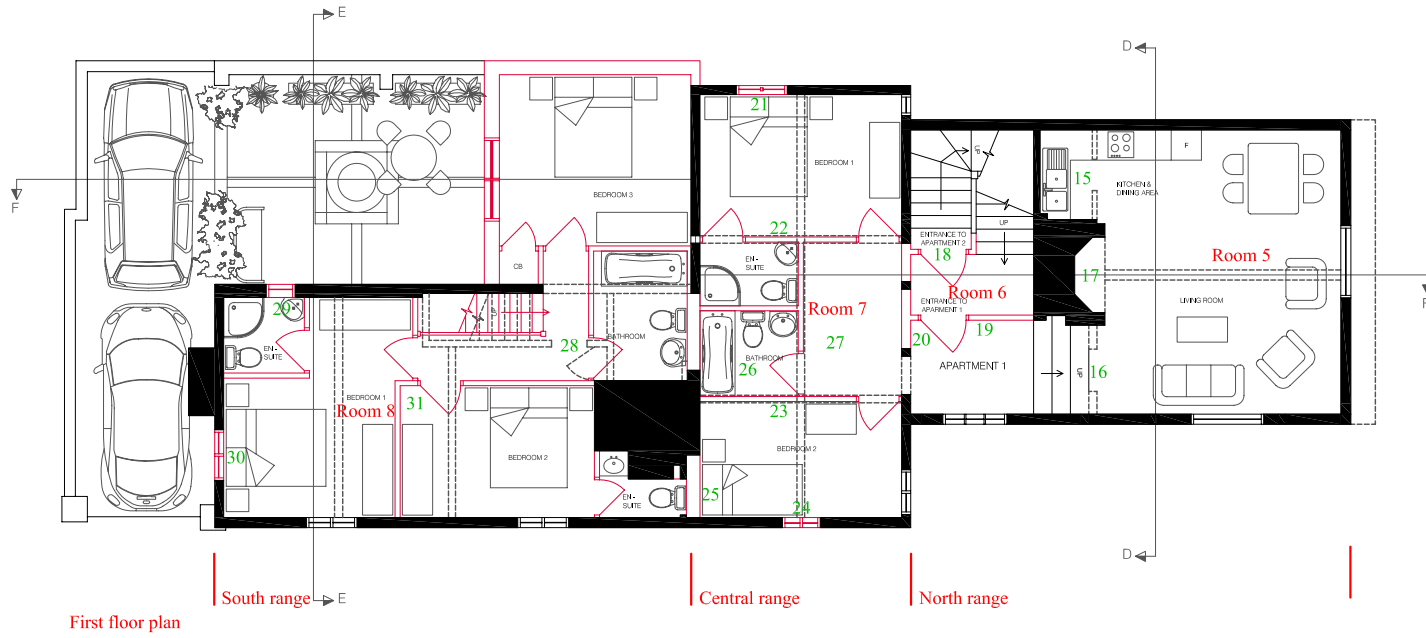 E
D
F
21
BEDROOM 1
UP
F
15
KITCHEN &
DINING AREA
BEDROOM 3
22
UP
ENTRANCE TO
APARTMENT 2
18
CB
EN -
SUITE
17
Room 5
Room 6
29
UP
Room 7
ENTRANCE TO
APARTMENT 1
LIVING ROOM
F
19
20
EN -
SUITE
28
BATHROOM
27
26
BATHROOM
APARTMENT 1
UP
16
BEDROOM 1
Room 8
31
23
30
BEDROOM 2
BEDROOM 2
25
EN -
SUITE
24
D
E
South range
Central range
North range
First floor plan